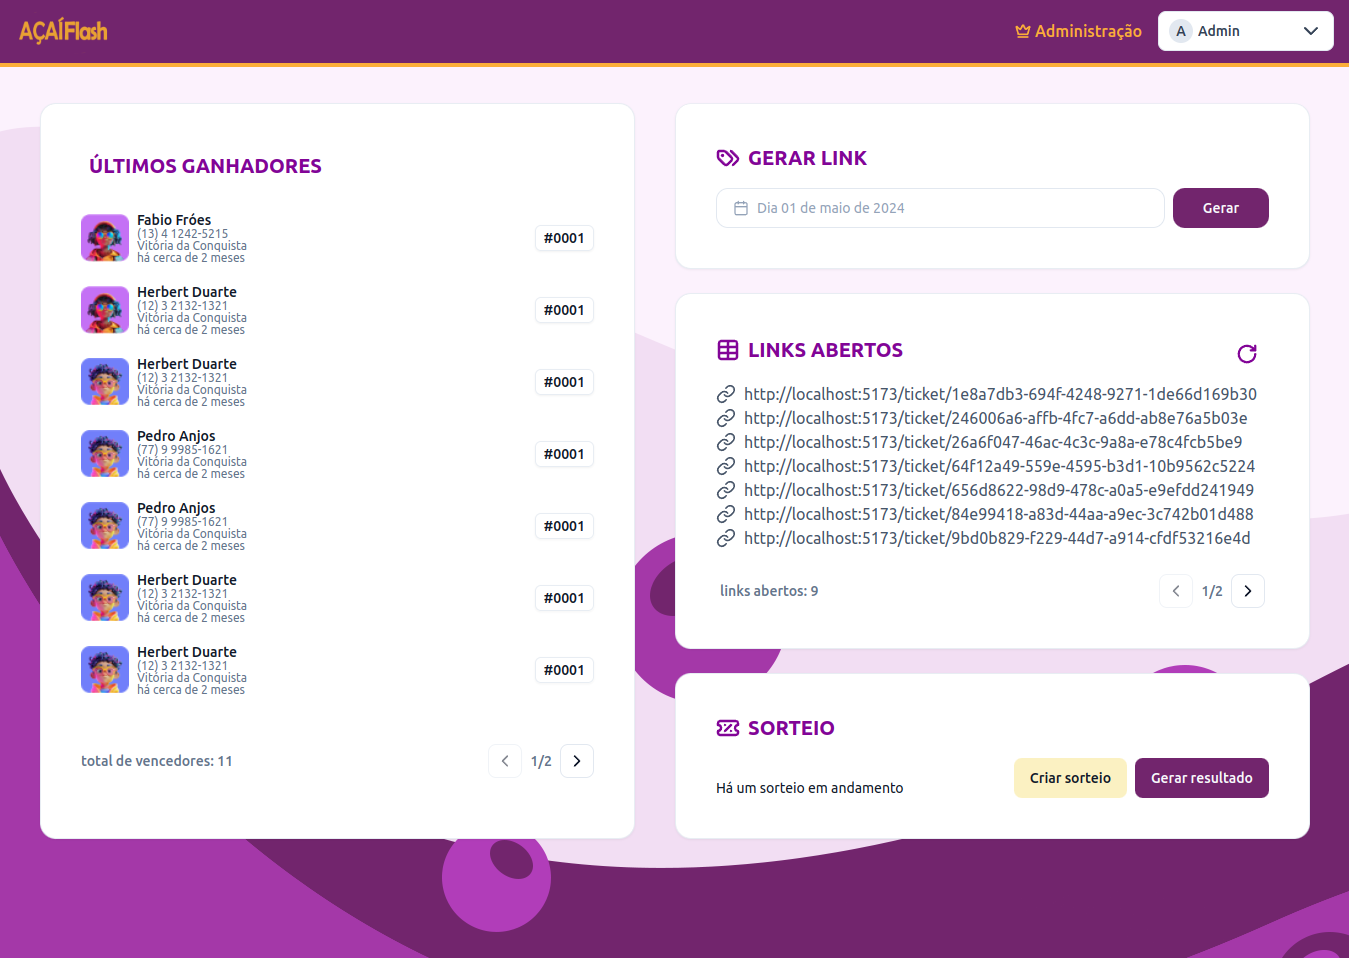 AÇAÍFlash
Administração
A Admin
ÚLTIMOS GANHADORES
Fabio Fróes
(13) 4 1242-5215
Vitória da Conquista
há cerca de 2 meses
#0001
Herbert Duarte
(12) 3 2132-1321
Vitória da Conquista
há cerca de 2 meses
#0001
Herbert Duarte
(12) 3 2132-1321
Vitória da Conquista
há cerca de 2 meses
#0001
Pedro Anjos
(77) 9 9985-1621
Vitória da Conquista
há cerca de 2 meses
#0001
Pedro Anjos
(77) 9 9985-1621
Vitória da Conquista
há cerca de 2 meses
#0001
Herbert Duarte
(12) 3 2132-1321
Vitória da Conquista
há cerca de 2 meses
#0001
Herbert Duarte
(12) 3 2132-1321
Vitória da Conquista
há cerca de 2 meses
#0001
total de vencedores: 11
1/2
GERAR LINK
Dia 01 de maio de 2024
Gerar
LINKS ABERTOS
http://localhost:5173/ticket/1e8a7db3-694f-4248-9271-1de66d169b30
http://localhost:5173/ticket/246006a6-affb-4fc7-a6dd-ab8e76a5b03e
http://localhost:5173/ticket/26a6f047-46ac-4c3c-9a8a-e78c4fcb5be9
http://localhost:5173/ticket/64f12a49-559e-4595-b3d1-10b9562c5224
http://localhost:5173/ticket/656d8622-98d9-478c-a0a5-e9efdd241949
http://localhost:5173/ticket/84e99418-a83d-44aa-a9ec-3c742b01d488
http://localhost:5173/ticket/9bd0b829-f229-44d7-a914-cfdf53216e4d
links abertos: 9
1/2
SORTEIO
Há um sorteio em andamento
Criar sorteio
Gerar resultado